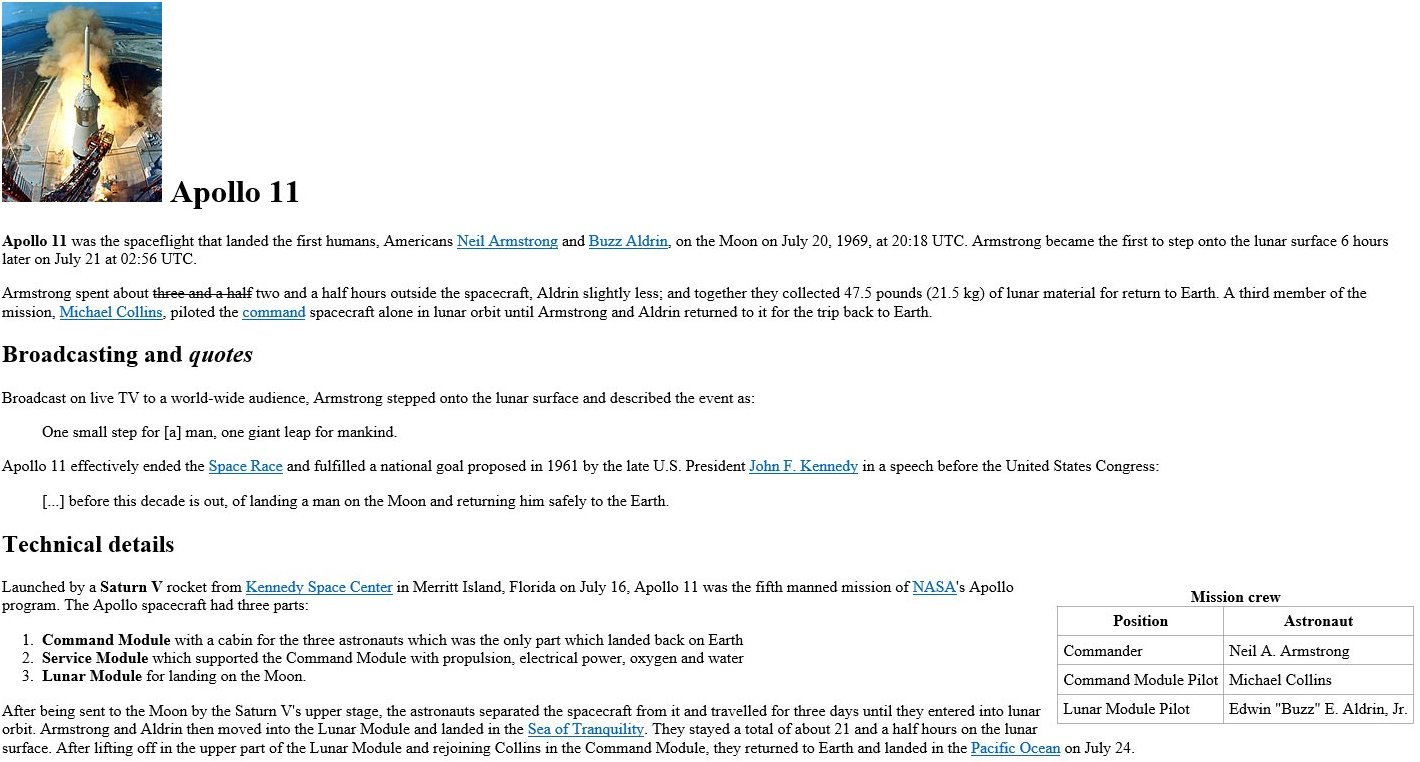 Apollo 11
Apollo 11 was the spaceflight that landed the first humans, Americans Neil Armstrong and Buzz Aldrin, on the Moon on July 20, 1969, at 20:18 UTC. Armstrong became the first to step onto the lunar surface 6 hours
later on July 21 at 02:56 UTC.
Armstrong spent about three and a half two and a half hours outside the spacecraft, Aldrin slightly less; and together they collected 47.5 pounds (21.5 kg) of lunar material for return to Earth. A third member of the
mission, Michael Collins, piloted the command spacecraft alone in lunar orbit until Armstrong and Aldrin returned to it for the trip back to Earth.
Broadcasting and quotes
Broadcast on live TV to a world-wide audience, Armstrong stepped onto the lunar surface and described the event as:
One small step for [a] man, one giant leap for mankind.
Apollo 11 effectively ended the Space Race and fulfilled a national goal proposed in 1961 by the late U.S. President John F. Kennedy in a speech before the United States Congress:
[...] before this decade is out, of landing a man on the Moon and returning him safely to the Earth.
Technical details
Launched by a Saturn V rocket from Kennedy Space Center in Merritt Island, Florida on July 16, Apollo 11 was the fifth manned mission of NASA's Apollo
program. The Apollo spacecraft had three parts:
1. Command Module with a cabin for the three astronauts which was the only part which landed back on Earth
2. Service Module which supported the Command Module with propulsion, electrical power, oxygen and water
3. Lunar Module for landing on the Moon.
After being sent to the Moon by the Saturn V's upper stage, the astronauts separated the spacecraft from it and travelled for three days until they entered into lunar
orbit. Armstrong and Aldrin then moved into the Lunar Module and landed in the Sea of Tranquility. They stayed a total of about 21 and a half hours on the lunar
surface. After lifting off in the upper part of the Lunar Module and rejoining Collins in the Command Module, they returned to Earth and landed in the Pacific Ocean on July 24.
Mission crew
Position Astronaut
Commander Neil A. Armstrong
Command Module Pilot Michael Collins
Lunar Module Pilot Edwin "Buzz" E. Aldrin, Jr.